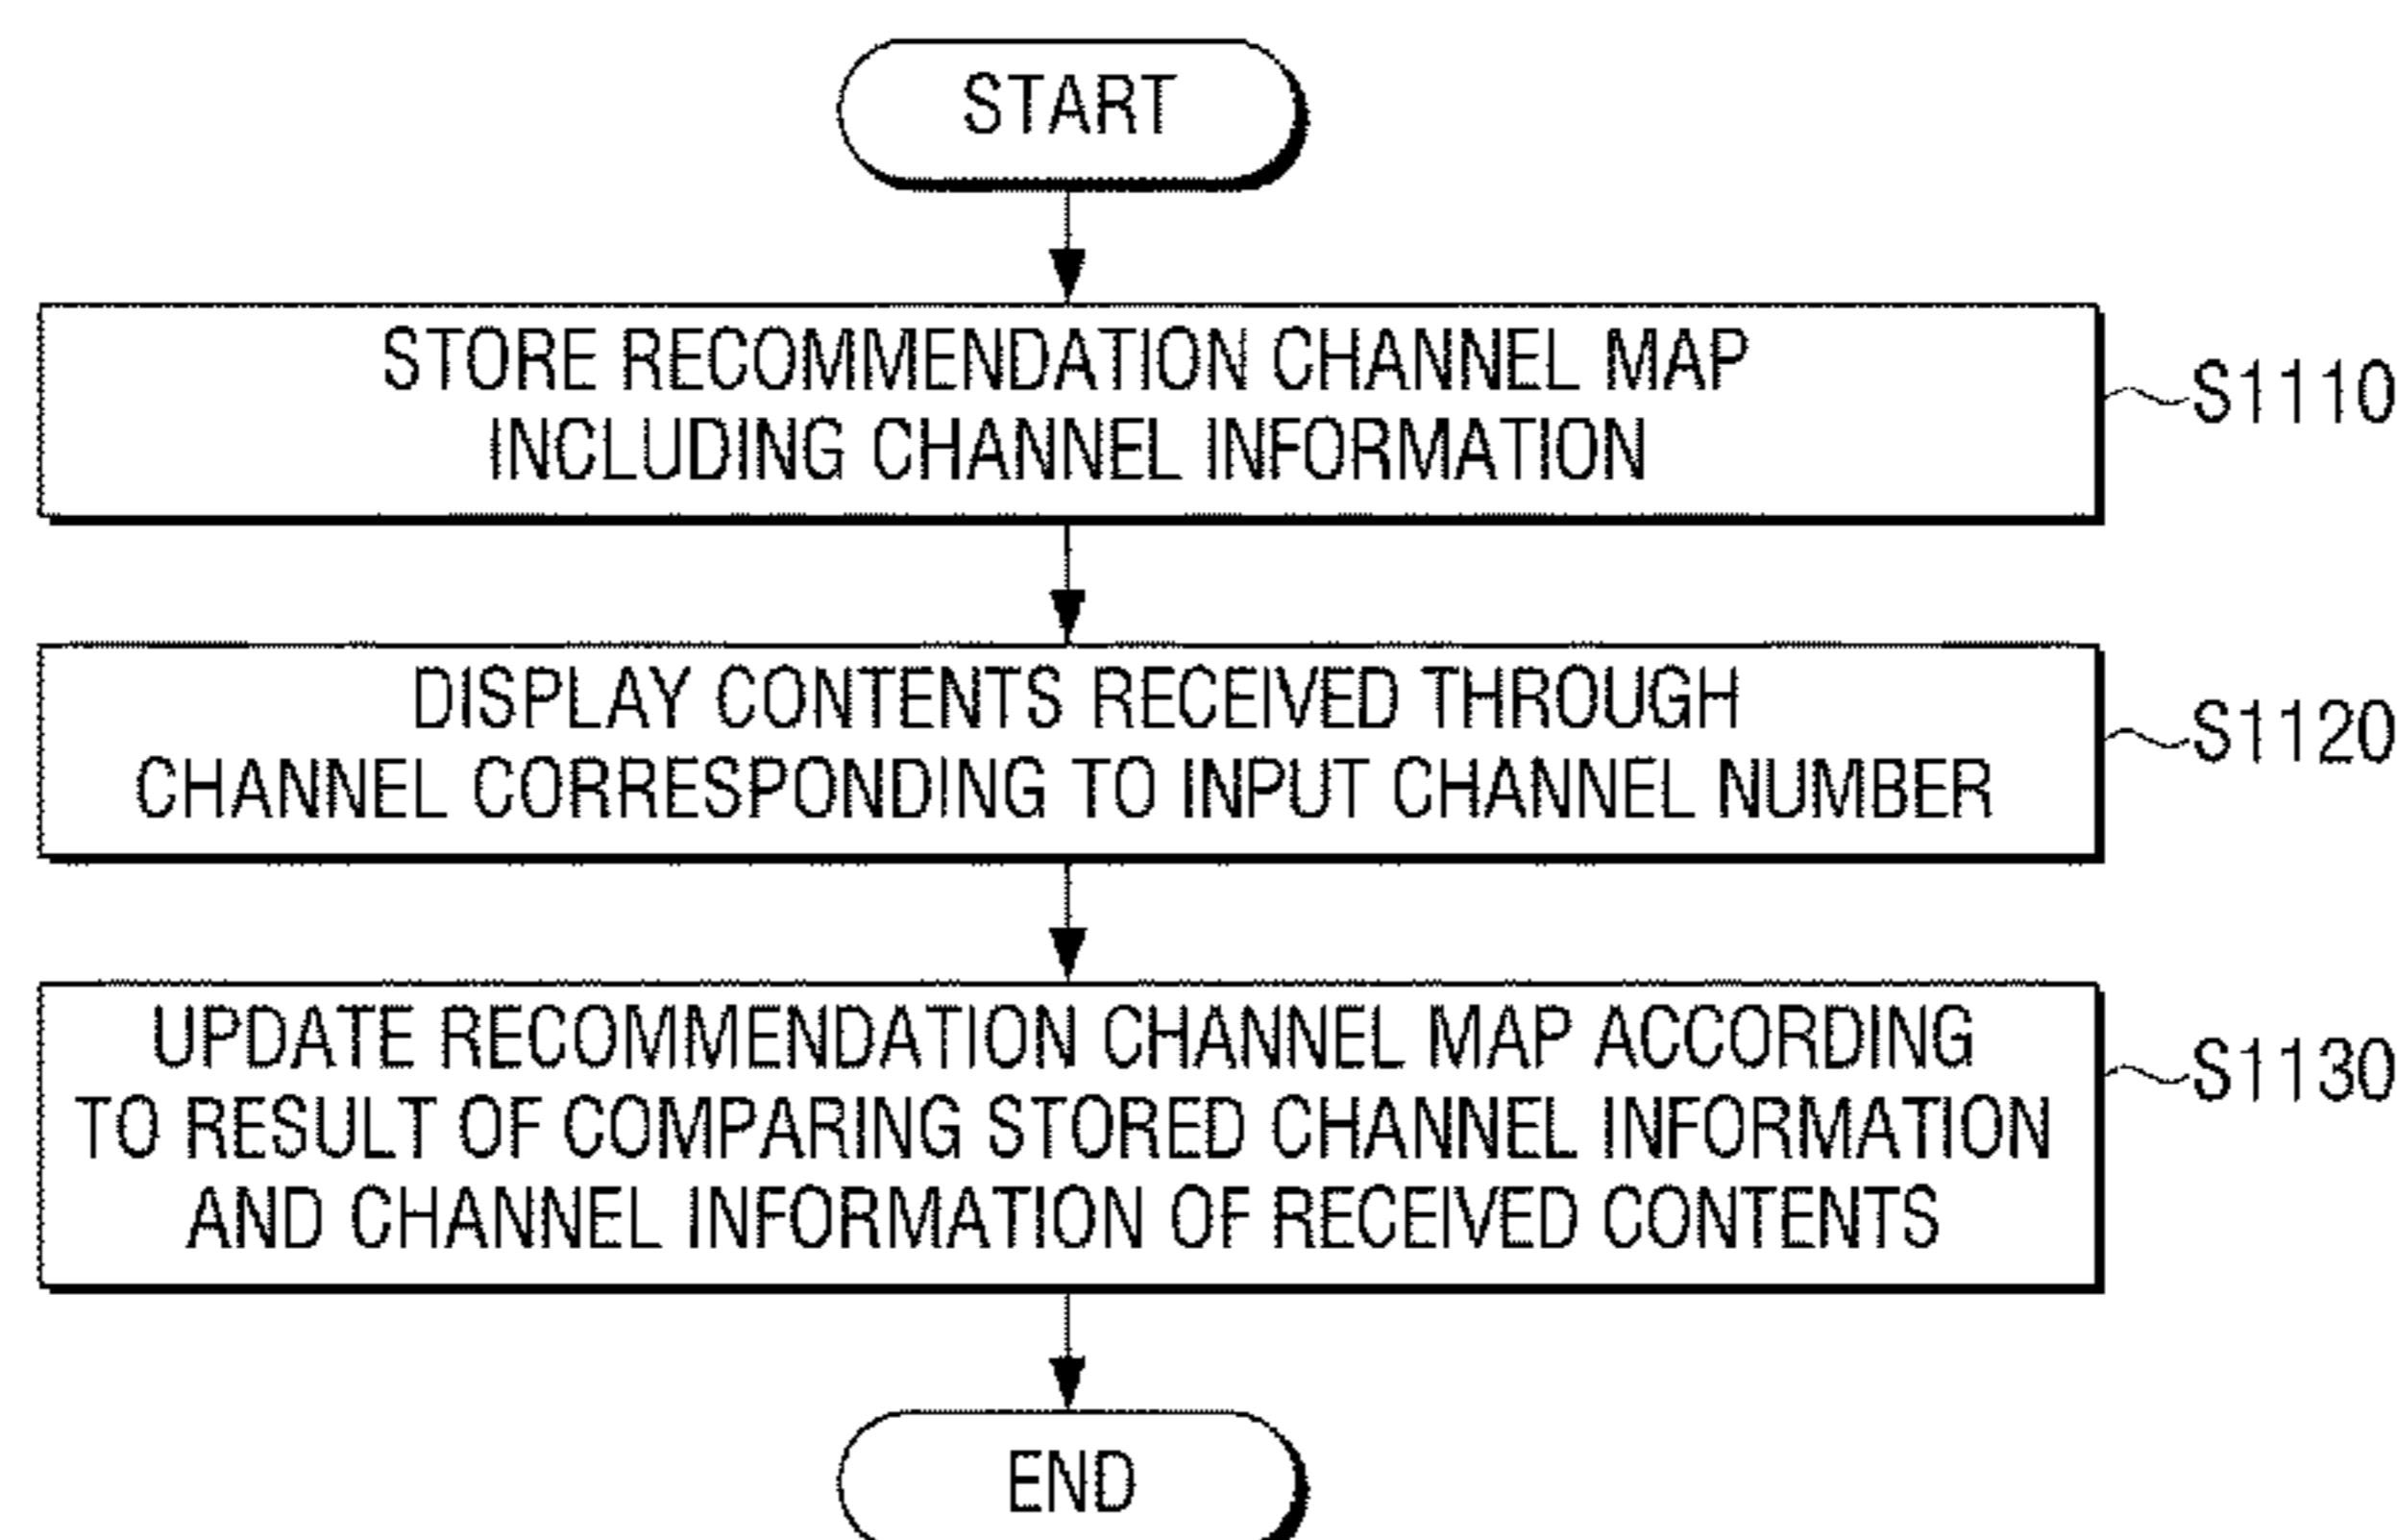 START
STORE RECOMMENDATION CHANNEL MAP
INCLUDING CHANNEL INFORMATION
S1110
DISPLAY CONTENTS RECEIVED THROUGH
CHANNEL CORRESPONDING TO INPUT CHANNEL NUMBER
S1120
UPDATE RECOMMENDATION CHANNEL MAP ACCORDING
TO RESULT OF COMPARING STORED CHANNEL INFORMATION
AND CHANNEL INFORMATION OF RECEIVED CONTENTS
S1130
END